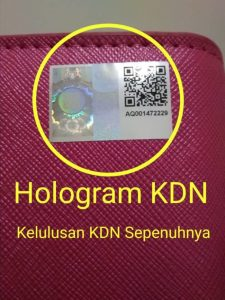 AQ001472229
Hologram KDN
Kelulusan KDN Sepenuhnya